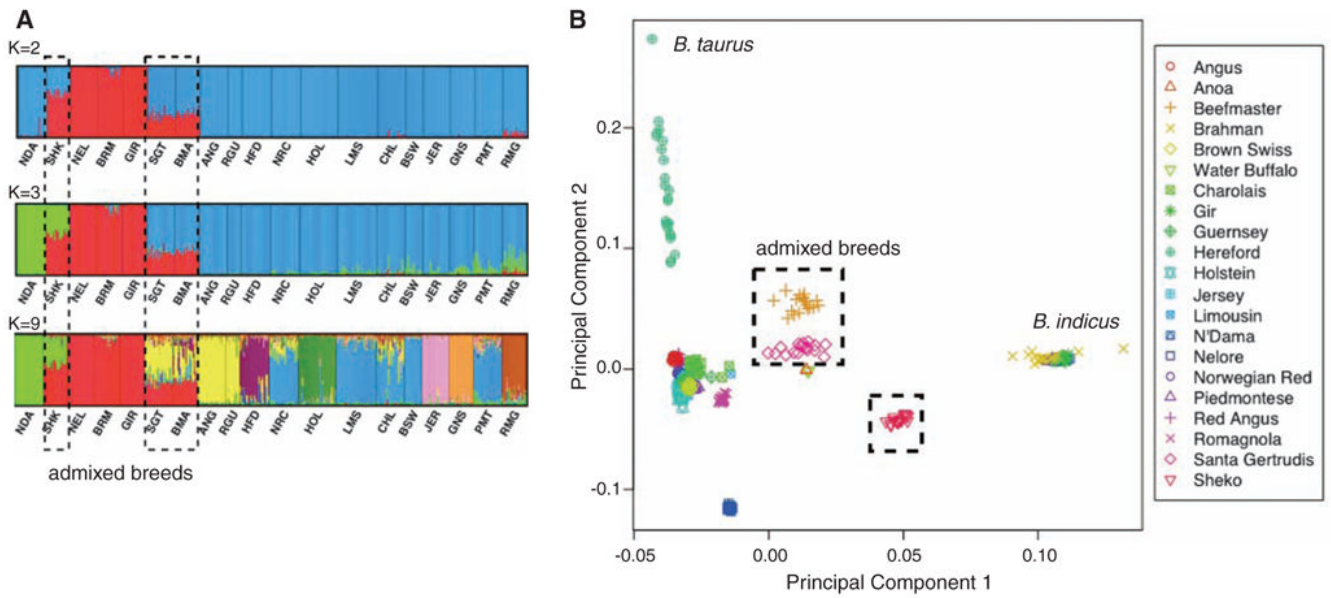 A
K=2
NDA SHK NEL BRM GIR SGT BMA ANG RGU HFD NRC HOL LMS CHL BSW JER GNS PMT RMG
K=3
NDA SHK NEL BRM GIR SGT BMA ANG RGU HFD NRC HOL LMS CHL BSW JER GNS PMT RMG
K=9
NDA SHK NEL BRM GIR SGT BMA ANG RGU HFD NRC HOL LMS CHL BSW JER GNS PMT RMG
admixed breeds
B
B. taurus
admixed breeds
B. indicus
Principal Component 2
0.2
0.1
0.0
-0.1
-0.05 0.00 0.05 0.10
Principal Component 1
Angus
Anoa
Beefmaster
Brahman
Brown Swiss
Water Buffalo
Charolais
Gir
Guernsey
Hereford
Holstein
Jersey
Limousin
N'Dama
Nelore
Norwegian Red
Piedmontese
Red Angus
Romagnola
Santa Gertrudis
Sheko